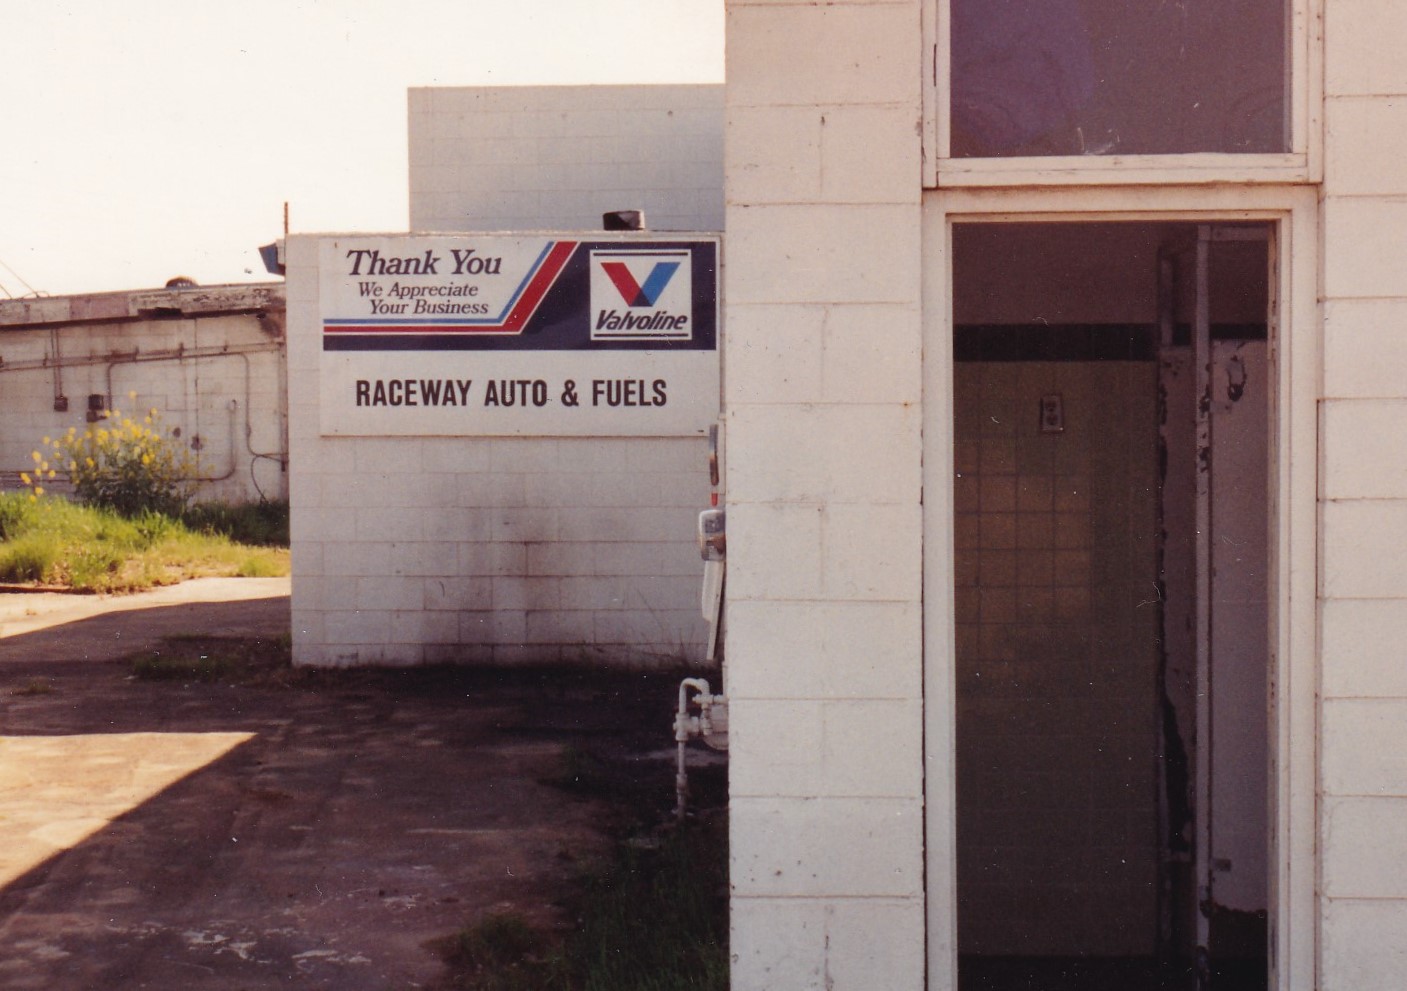 Thank You
We Appreciate
Your Business
Valvoline
RACEWAY AUTO & FUELS